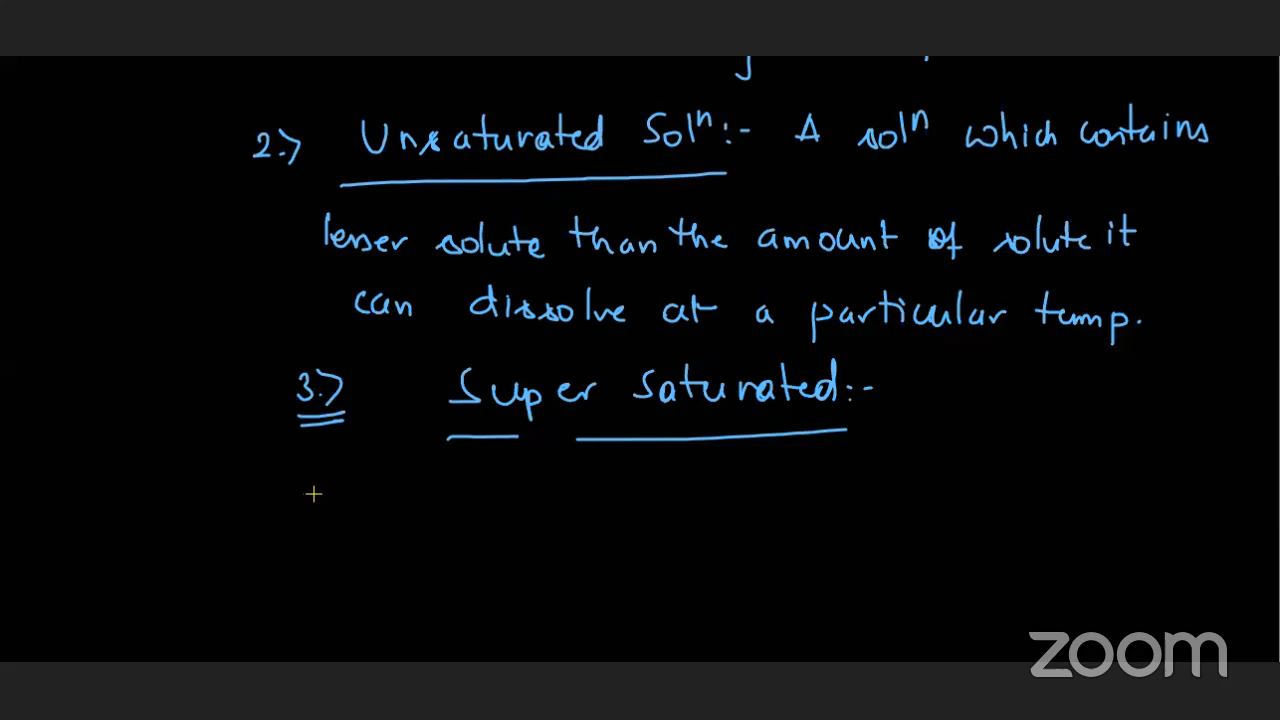 2.> Unsaturated Solⁿ:- A solⁿ which contains
lesser solute than the amount of solute it
can dissolve at a particular temp.
3.> Super Saturated:-
zoom